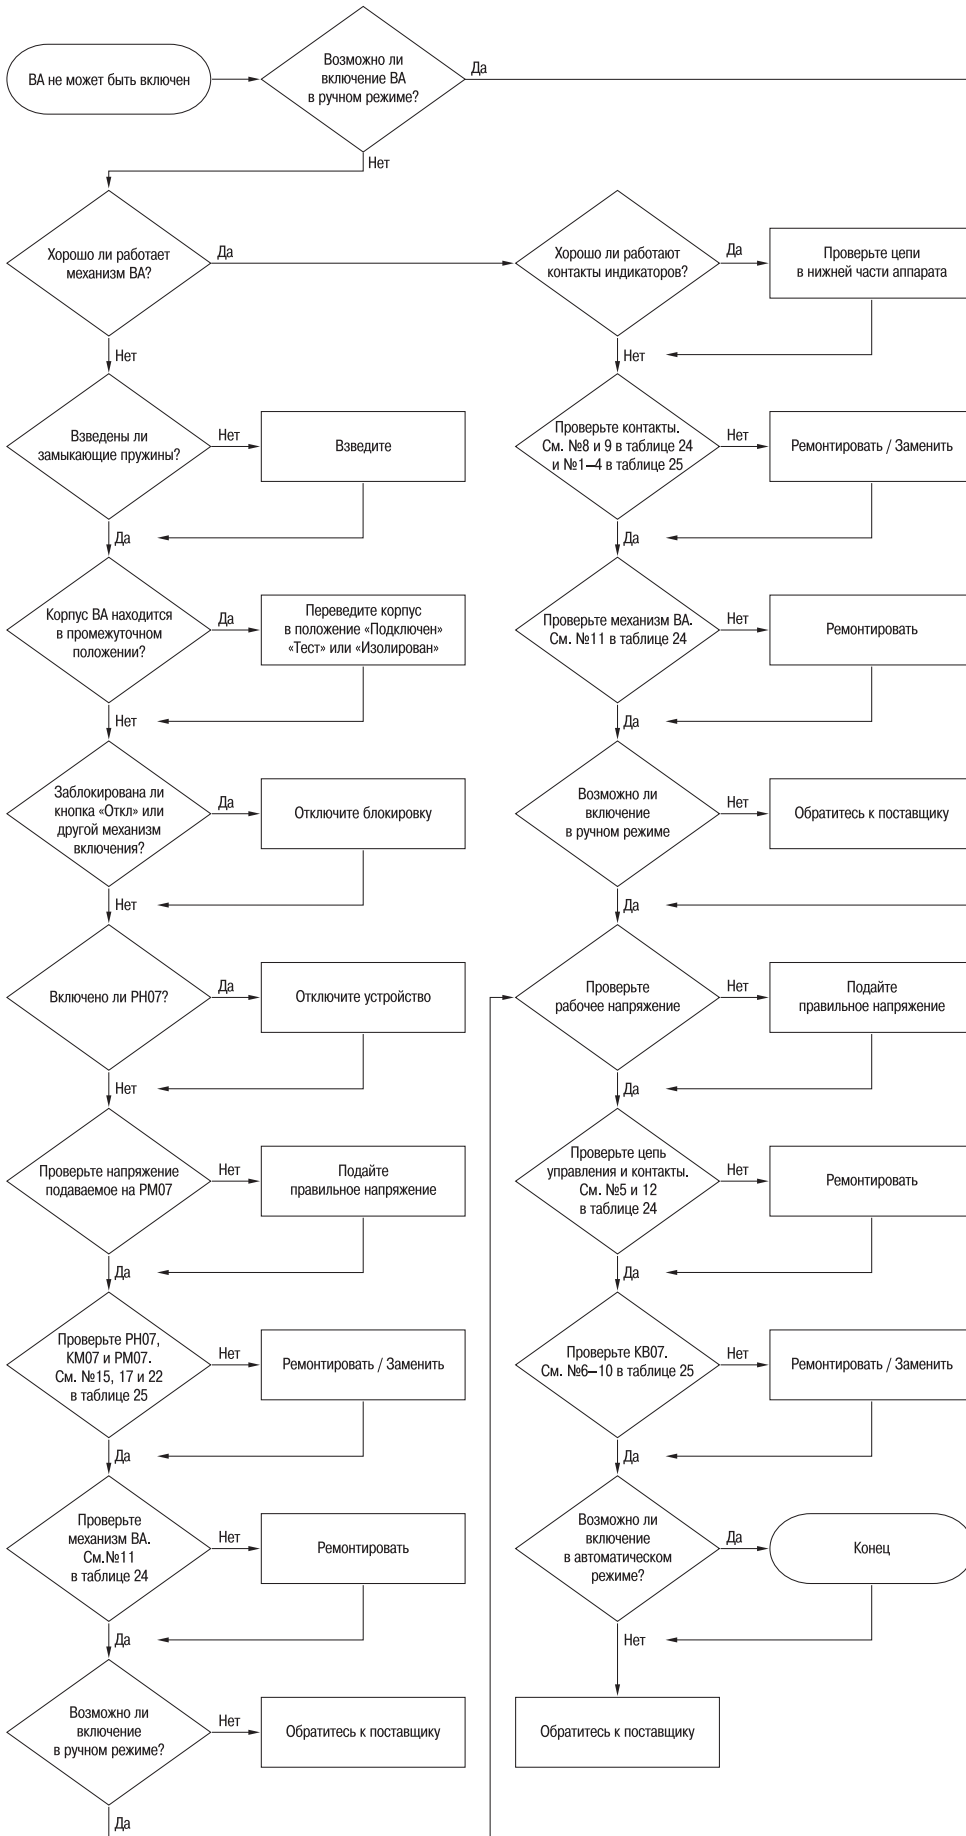 ВА не может быть включен
Возможно ли
включение ВА
в ручном режиме?
Да
Нет
Хорошо ли работает
механизм ВА?
Да
Нет
Взведены ли
замыкающие пружины?
Нет
Взведите
Да
Корпус ВА находится
в промежуточном
положении?
Да
Переведите корпус
в положение «Подключен»
«Тест» или «Изолирован»
Нет
Заблокирована ли
кнопка «Откл» или
другой механизм
включения?
Да
Отключите блокировку
Нет
Включено ли РН07?
Да
Отключите устройство
Нет
Проверьте напряжение
подаваемое на РМ07
Нет
Подайте
правильное напряжение
Да
Проверьте РН07,
КМ07 и РМ07.
См. №15, 17 и 22
в таблице 25
Нет
Ремонтировать / Заменить
Да
Проверьте
механизм ВА.
См.№11
в таблице 24
Нет
Ремонтировать
Да
Возможно ли
включение
в ручном режиме?
Нет
Обратитесь к поставщику
Да
Хорошо ли работают
контакты индикаторов?
Да
Проверьте цепи
в нижней части аппарата
Нет
Проверьте контакты.
См. №8 и 9 в таблице 24
и №1–4 в таблице 25
Нет
Ремонтировать / Заменить
Да
Проверьте механизм ВА.
См. №11 в таблице 24
Нет
Ремонтировать
Да
Возможно ли
включение
в ручном режиме
Нет
Обратитесь к поставщику
Да
Проверьте
рабочее напряжение
Нет
Подайте
правильное напряжение
Да
Проверьте цепь
управления и контакты.
См. №5 и 12
в таблице 24
Нет
Ремонтировать
Да
Проверьте КВ07.
См. №6–10 в таблице 25
Нет
Ремонтировать / Заменить
Да
Возможно ли
включение
в автоматическом
режиме?
Да
Конец
Нет
Обратитесь к поставщику